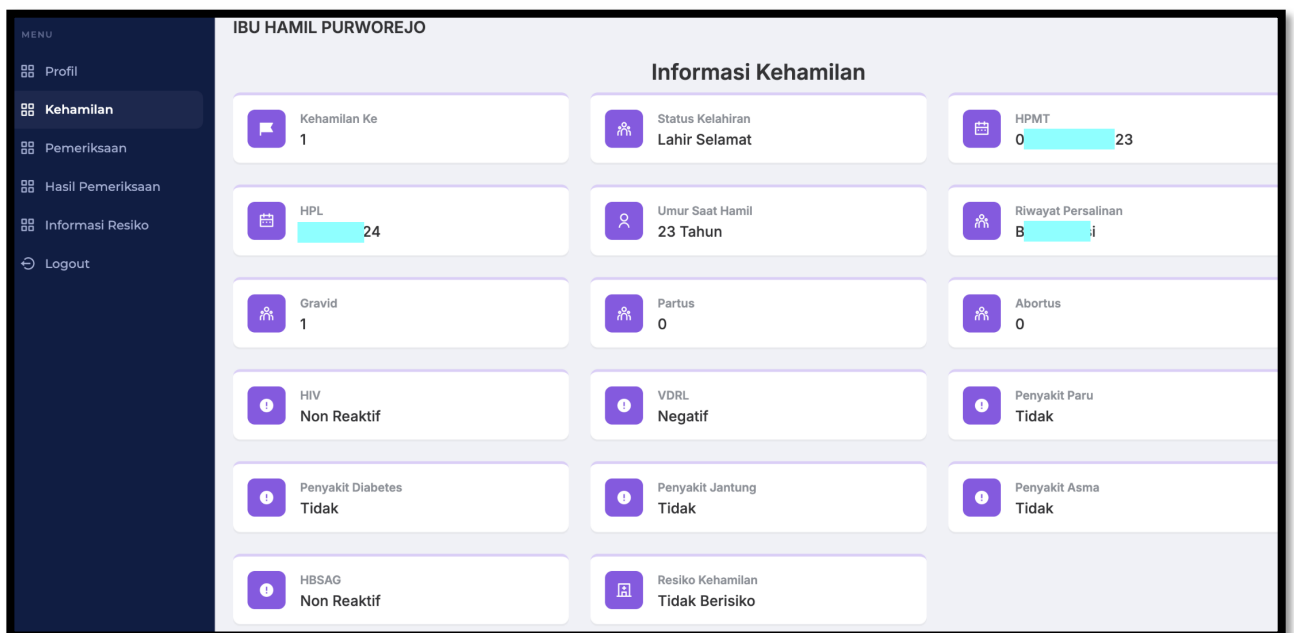 MENU
Profil
Kehamilan
Pemeriksaan
Hasil Pemeriksaan
Informasi Resiko
Logout
IBU HAMIL PURWOREJO
Informasi Kehamilan
Kehamilan Ke
1
Status Kelahiran
Lahir Selamat
HPMT
0 23
HPL
24
Umur Saat Hamil
23 Tahun
Riwayat Persalinan
B i
Gravid
1
Partus
0
Abortus
0
HIV
Non Reaktif
VDRL
Negatif
Penyakit Paru
Tidak
Penyakit Diabetes
Tidak
Penyakit Jantung
Tidak
Penyakit Asma
Tidak
HBSAG
Non Reaktif
Resiko Kehamilan
Tidak Berisiko